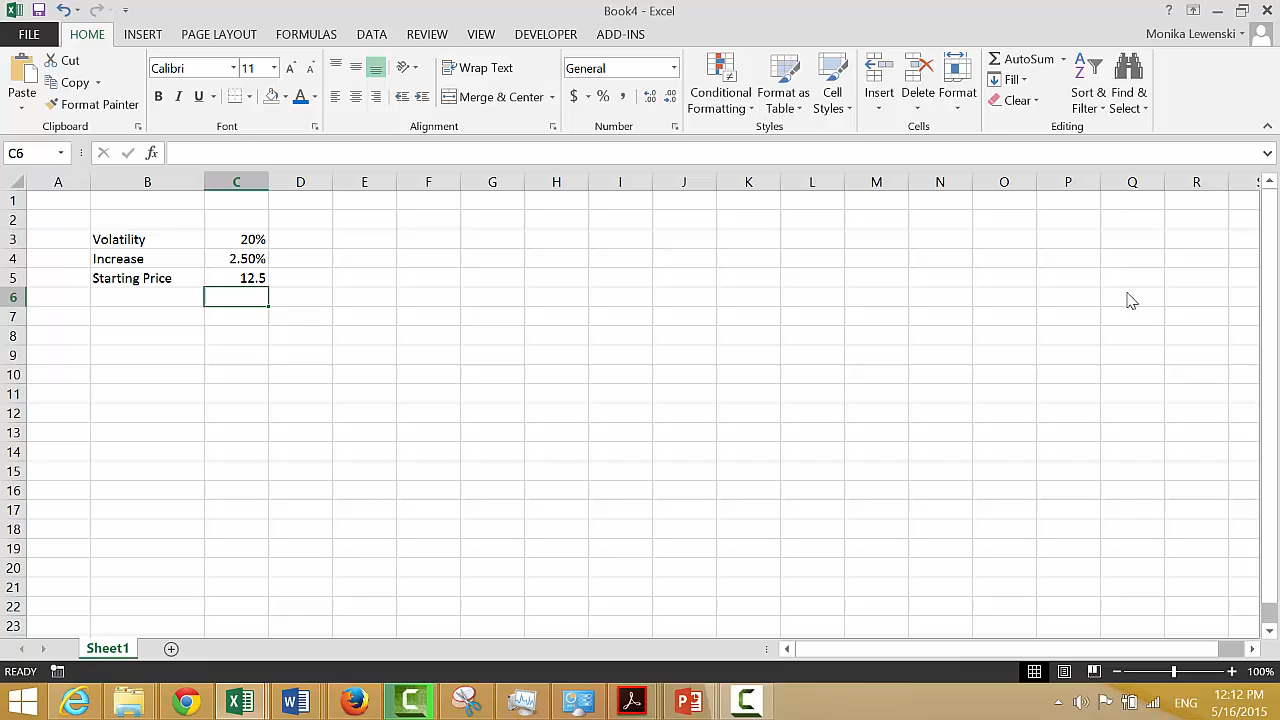 Book4 - Excel
FILE HOME INSERT PAGE LAYOUT FORMULAS DATA REVIEW VIEW DEVELOPER ADD-INS Monika Lewenski
Paste
Cut
Copy
Format Painter
Clipboard
Calibri 11
B I U
Font
Wrap Text
Merge & Center
Alignment
General
$ % ,
Number
Conditional Formatting
Format as Table
Cell Styles
Styles
Insert Delete Format
Cells
AutoSum
Fill
Clear
Sort & Filter
Find & Select
Editing
C6 fx
A B C D E F G H I J K L M N O P Q R S
1
2
3 Volatility 20%
4 Increase 2.50%
5 Starting Price 12.5
6
7
8
9
10
11
12
13
14
15
16
17
18
19
20
21
22
23
Sheet1
READY 100%
ENG
12:12 PM
5/16/2015